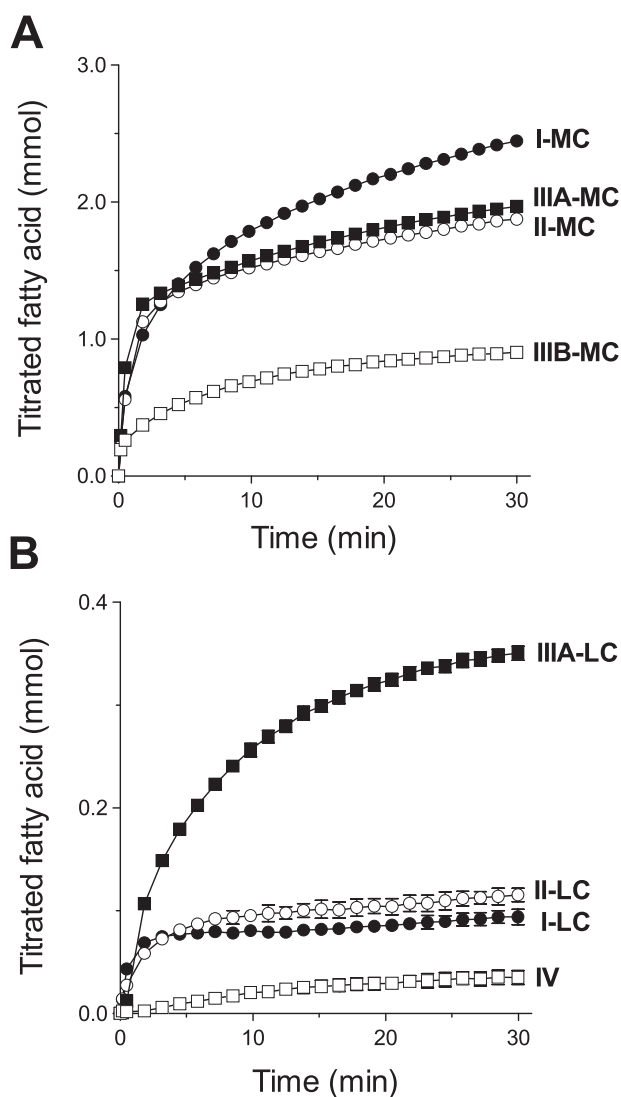 A
3.0
2.0
1.0
0.0
Titrated fatty acid (mmol)
I-MC
IIIA-MC
II-MC
IIIB-MC
0
10
20
30
Time (min)
B
0.4
0.2
0.0
Titrated fatty acid (mmol)
IIIA-LC
II-LC
I-LC
IV
0
10
20
30
Time (min)